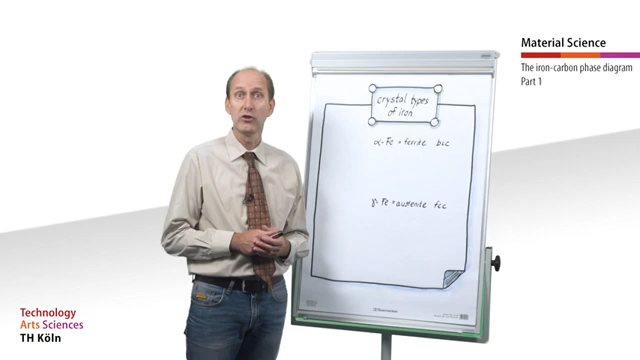 Material Science
The iron-carbon phase diagram
Part 1
crystal types
of iron
α-Fe = ferrite bcc
γ-Fe = austenite fcc
Technology
Arts Sciences
TH Köln